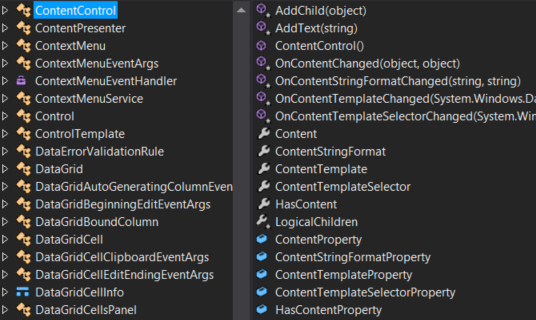 ContentControl
ContentPresenter
ContextMenu
ContextMenuEventArgs
ContextMenuEventHandler
ContextMenuService
Control
ControlTemplate
DataErrorValidationRule
DataGrid
DataGridAutoGeneratingColumnEven
DataGridBeginningEditEventArgs
DataGridBoundColumn
DataGridCell
DataGridCellClipboardEventArgs
DataGridCellEditEndingEventArgs
DataGridCellInfo
DataGridCellsPanel
AddChild(object)
AddText(string)
ContentControl()
OnContentChanged(object, object)
OnContentStringFormatChanged(string, string)
OnContentTemplateChanged(System.Windows.Da
OnContentTemplateSelectorChanged(System.Win
Content
ContentStringFormat
ContentTemplate
ContentTemplateSelector
HasContent
LogicalChildren
ContentProperty
ContentStringFormatProperty
ContentTemplateProperty
ContentTemplateSelectorProperty
HasContentProperty